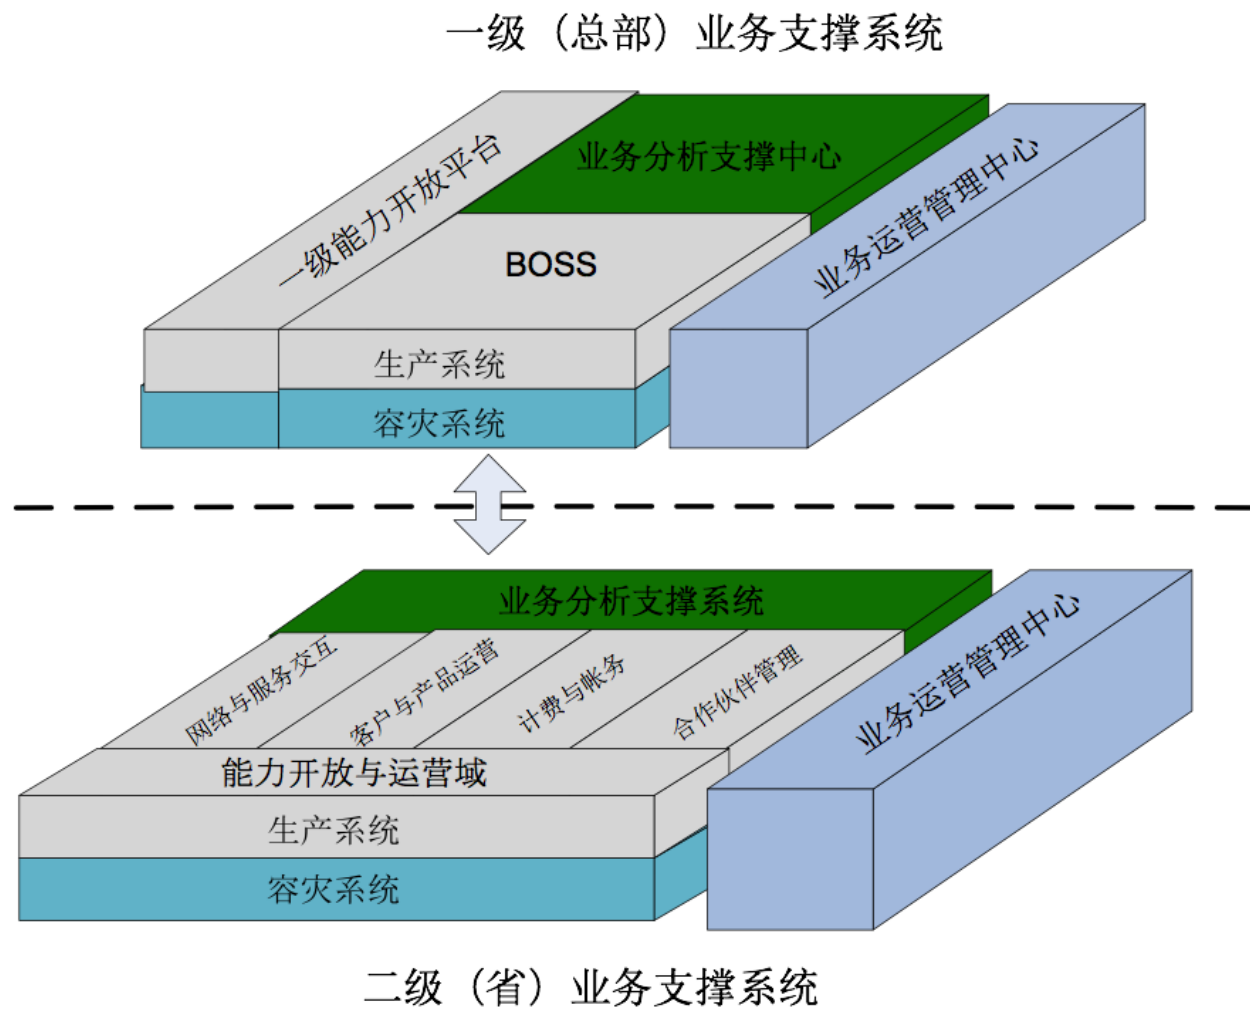 一级（总部）业务支撑系统
一级能力开放平台
业务分析支撑中心
业务运营管理中心
BOSS
生产系统
容灾系统
业务分析支撑系统
网络与服务交互
客户与产品运营
计费与帐务
合作伙伴管理
业务运营管理中心
能力开放与运营域
生产系统
容灾系统
二级（省）业务支撑系统